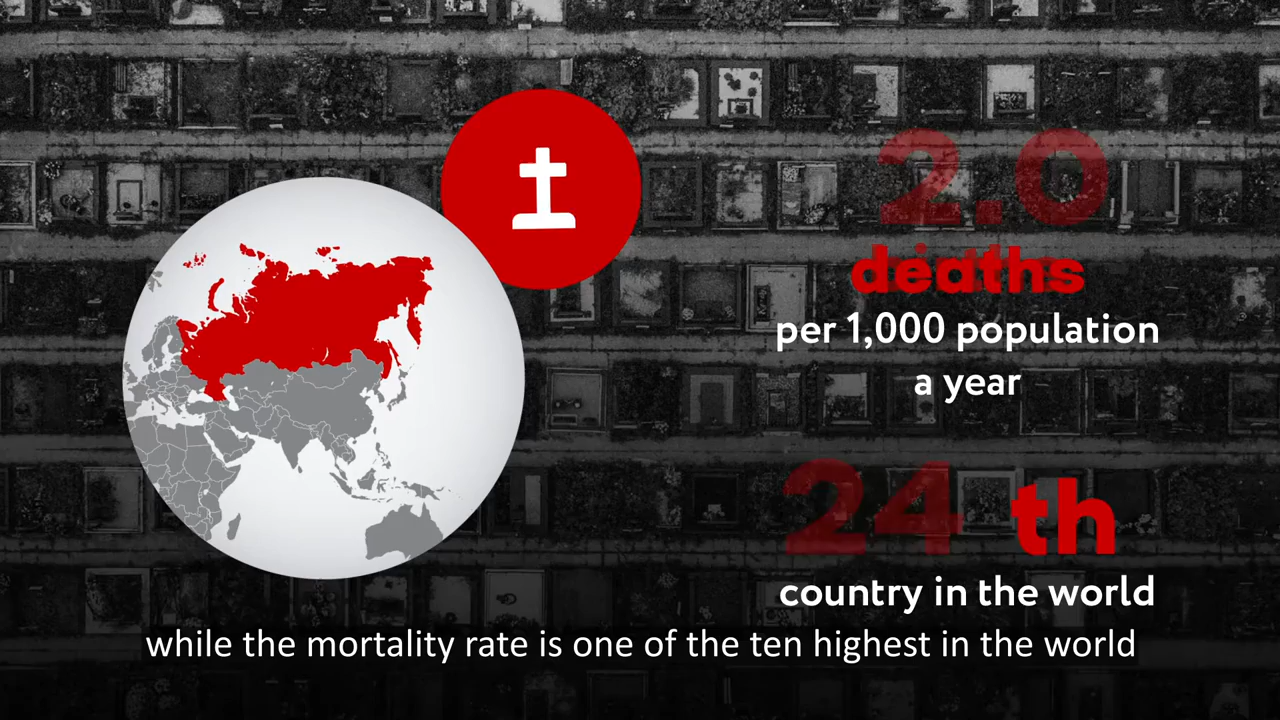 2.0
deaths
per 1,000 population
a year
24 th
country in the world
while the mortality rate is one of the ten highest in the world